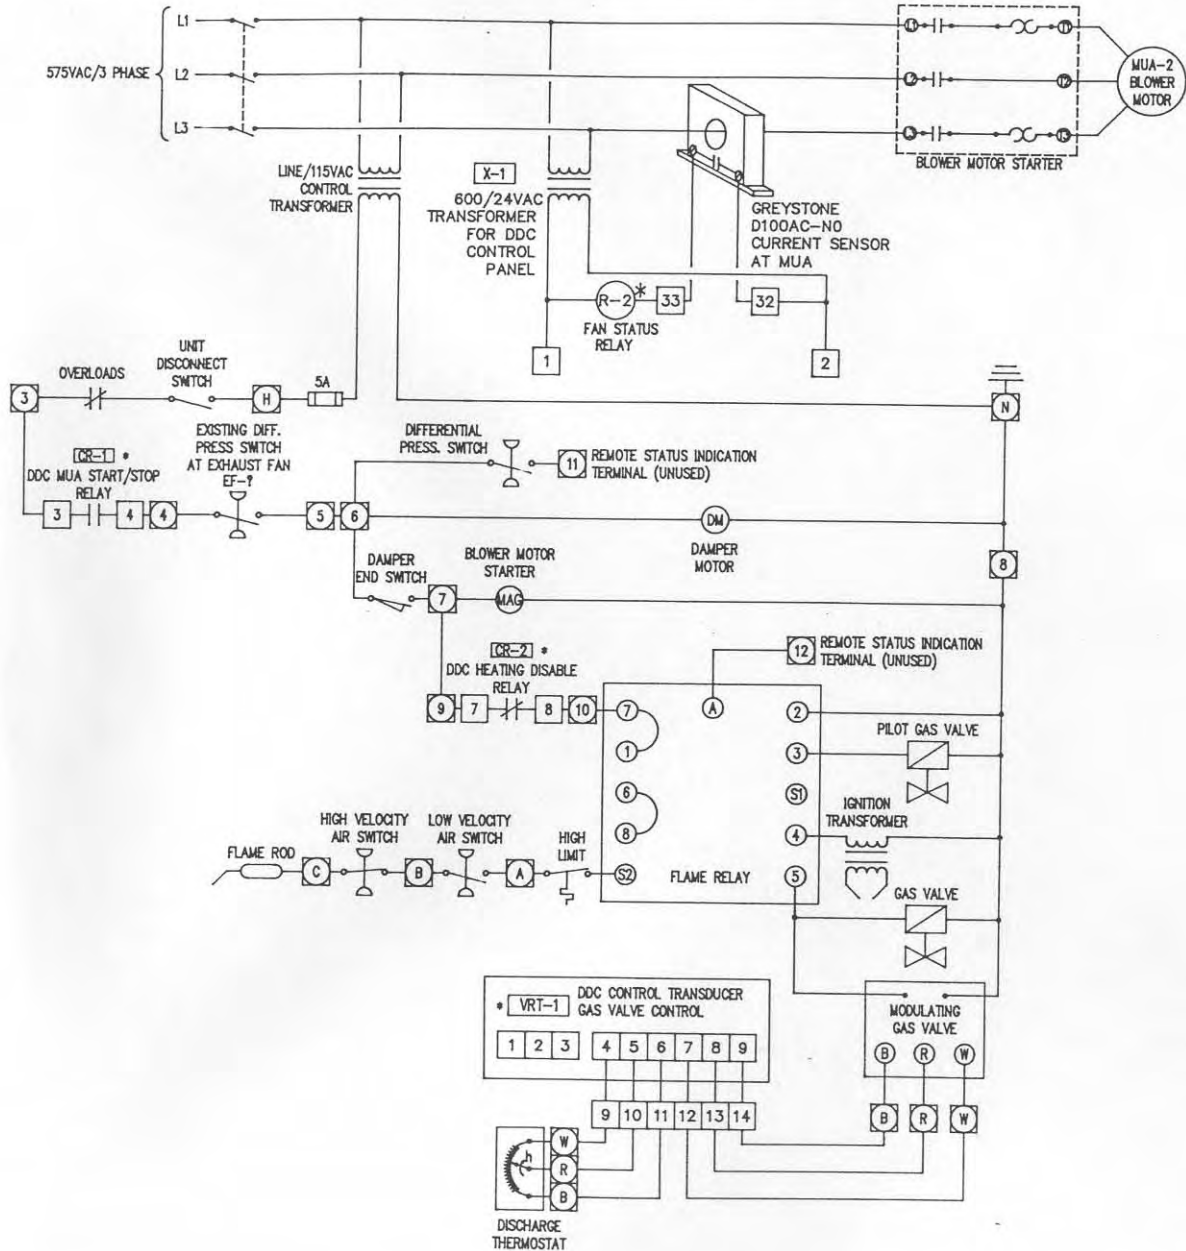 L1
575VAC/3 PHASE
L2
L3
L1
T1
L2
T2
L3
T3
MUA-2
BLOWER
MOTOR
BLOWER MOTOR STARTER
LINE/115VAC
CONTROL
TRANSFORMER
X-1
600/24VAC
TRANSFORMER
FOR DDC
CONTROL
PANEL
GREYSTONE
D100AC-NO
CURRENT SENSOR
AT MUA
R-2
*
33
32
FAN STATUS
RELAY
1
2
OVERLOADS
UNIT
DISCONNECT
SWITCH
5A
3
H
N
CR-1 *
DDC MUA START/STOP
RELAY
EXISTING DIFF.
PRESS SWITCH
AT EXHAUST FAN
EF-?
DIFFERENTIAL
PRESS. SWITCH
11
REMOTE STATUS INDICATION
TERMINAL (UNUSED)
3
4
4
5
6
DM
DAMPER
MOTOR
8
DAMPER
END SWITCH
7
BLOWER MOTOR
STARTER
MAG
CR-2 *
DDC HEATING DISABLE
RELAY
12
REMOTE STATUS INDICATION
TERMINAL (UNUSED)
9
7
8
10
7
A
2
1
3
PILOT GAS VALVE
6
S1
8
4
IGNITION
TRANSFORMER
FLAME ROD
C
HIGH VELOCITY
AIR SWITCH
B
LOW VELOCITY
AIR SWITCH
A
HIGH
LIMIT
S2
FLAME RELAY
5
GAS VALVE
* VRT-1
DDC CONTROL TRANSDUCER
GAS VALVE CONTROL
1 2 3 4 5 6 7 8 9
MODULATING
GAS VALVE
B R W
9 10 11 12 13 14
B R W
W
R
B
DISCHARGE
THERMOSTAT